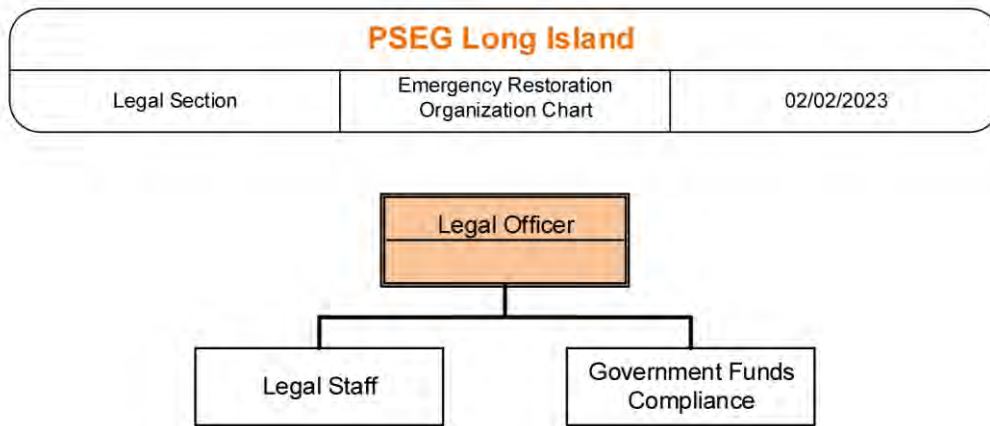 PSEG Long Island
Legal Section
Emergency Restoration
Organization Chart
02/02/2023
Legal Officer
Legal Staff
Government Funds
Compliance